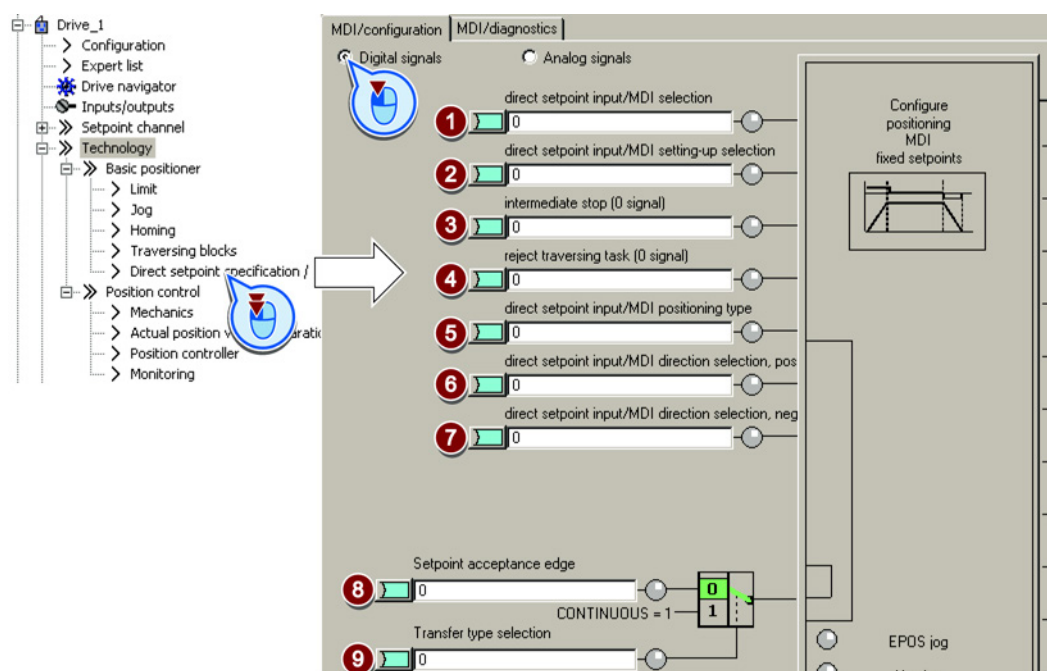 Drive_1
Configuration
Expert list
Drive navigator
Inputs/outputs
Setpoint channel
Technology
Basic positioner
Limit
Jog
Homing
Traversing blocks
Direct setpoint specification /
Position control
Mechanics
Actual position
Position controller
Monitoring
MDI/configuration
MDI/diagnostics
Digital signals
Analog signals
direct setpoint input/MDI selection
1
0
direct setpoint input/MDI setting-up selection
2
0
intermediate stop (0 signal)
3
0
reject traversing task (0 signal)
4
0
direct setpoint input/MDI positioning type
5
0
direct setpoint input/MDI direction selection, pos
6
0
direct setpoint input/MDI direction selection, neg
7
0
Setpoint acceptance edge
8
0
0
CONTINUOUS = 1
1
Transfer type selection
9
0
Configure
positioning
MDI
fixed setpoints
EPOS jog